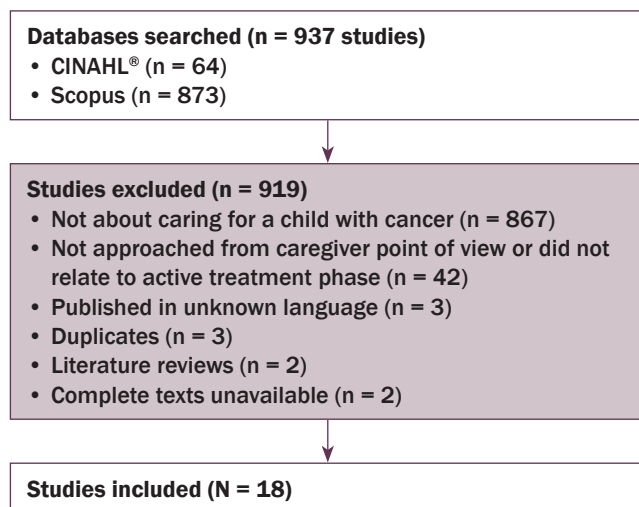 Databases searched (n = 937 studies)
• CINAHL® (n = 64)
• Scopus (n = 873)
Studies excluded (n = 919)
• Not about caring for a child with cancer (n = 867)
• Not approached from caregiver point of view or did not
relate to active treatment phase (n = 42)
• Published in unknown language (n = 3)
• Duplicates (n = 3)
• Literature reviews (n = 2)
• Complete texts unavailable (n = 2)
Studies included (N = 18)